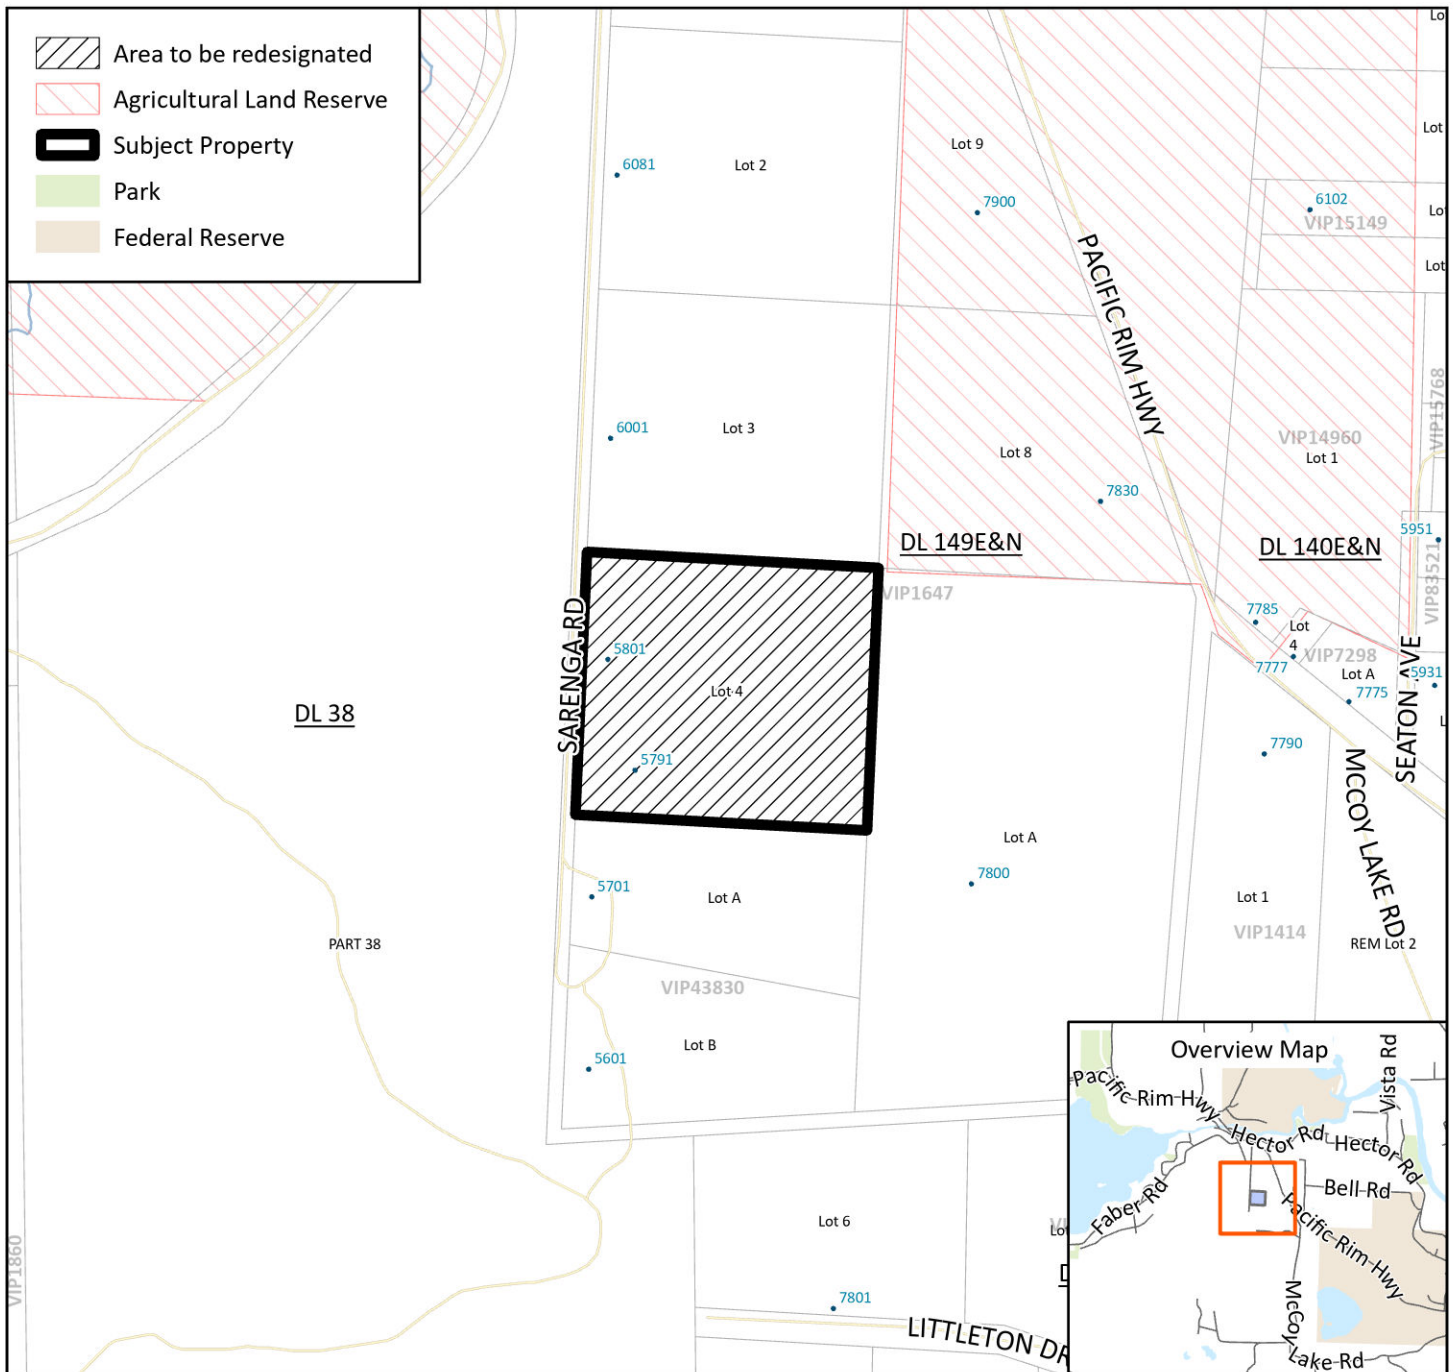 Area to be redesignated
Agricultural Land Reserve
Subject Property
Park
Federal Reserve
6081
Lot 2
Lot 9
7900
PACIFIC RIM HWY
Lot
6102
VIP15149
Lot
6001
Lot 3
Lot 8
7830
VIP14960
Lot 1
VIP15768
DL 149E&N
DL 140E&N
5951
VIP83521
VIP1647
SARENGA RD
5801
Lot 4
5791
DL 38
7785
Lot
4
VIP7298
7777
Lot A
7775
5931
SEATON AVE
7790
MCCOY LAKE RD
Lot A
7800
5701
Lot A
Lot 1
VIP1414
REM Lot 2
PART 38
VIP43830
Lot B
5601
Lot 6
7801
LITTLETON DR
VIP1860
Overview Map
Pacific Rim Hwy
Vista Rd
Hector Rd
Hector Rd
Faber Rd
Bell Rd
Pacific Rim Hwy
McCoy Lake Rd